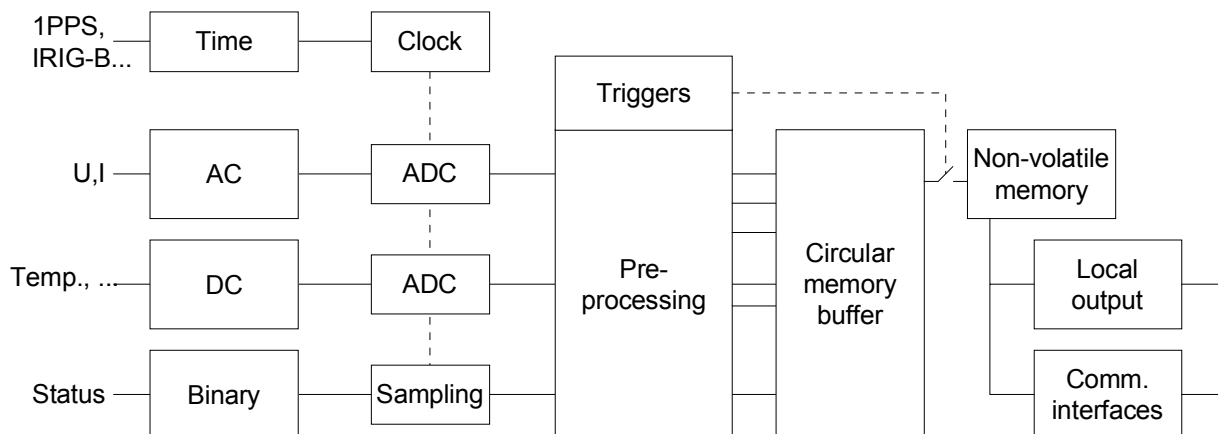 1PPS,
IRIG-B...
Time
Clock
Triggers
U,I
AC
ADC
Non-volatile
memory
Temp., ...
DC
ADC
Pre-
processing
Circular
memory
buffer
Local
output
Status
Binary
Sampling
Comm.
interfaces